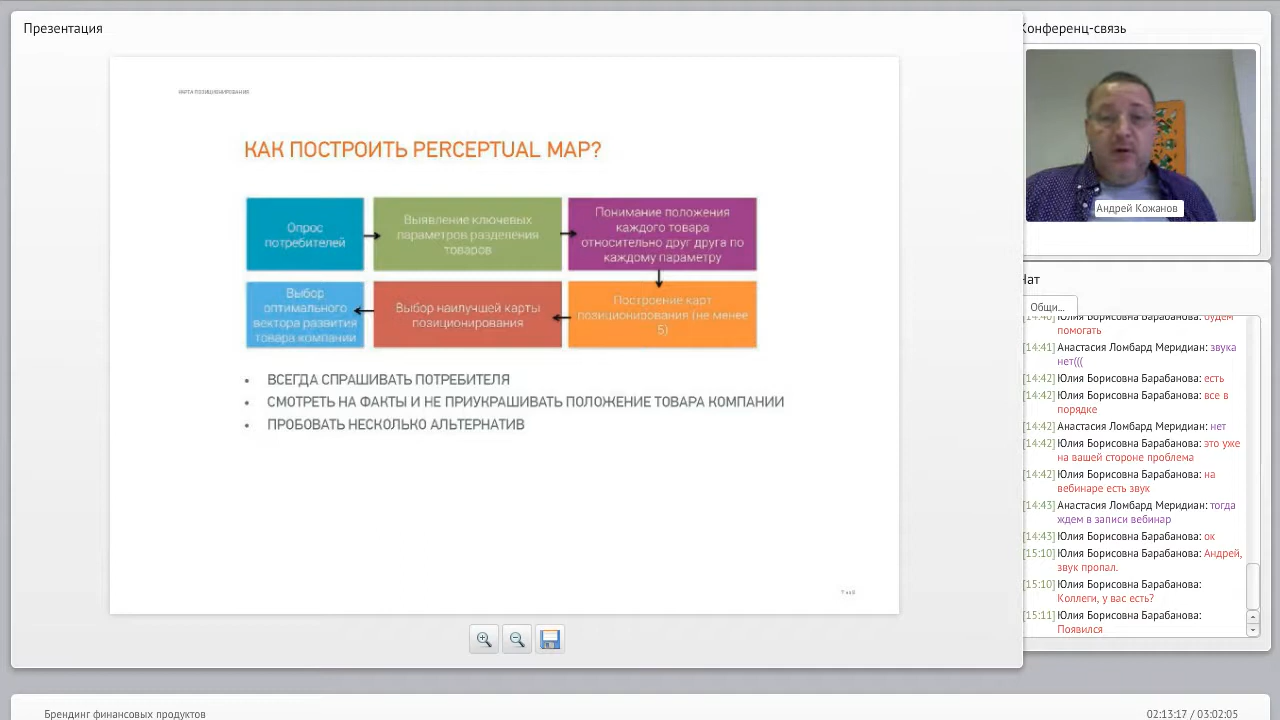 Презентация
КАРТА ПОЗИЦИОНИРОВАНИЯ
КАК ПОСТРОИТЬ PERCEPTUAL MAP?
Опрос
потребителей
Выявление ключевых
параметров разделения
товаров
Понимание положения
каждого товара
относительно друг друга по
каждому параметру
Выбор
оптимального
вектора развития
товара компании
Выбор наилучшей карты
позиционирования
Построение карт
позиционирования (не менее
5)
• ВСЕГДА СПРАШИВАТЬ ПОТРЕБИТЕЛЯ
• СМОТРЕТЬ НА ФАКТЫ И НЕ ПРИУКРАШИВАТЬ ПОЛОЖЕНИЕ ТОВАРА КОМПАНИИ
• ПРОБОВАТЬ НЕСКОЛЬКО АЛЬТЕРНАТИВ
Конференц-связь
Андрей Кожанов
Чат
Общи...
[14:40] Юлия Борисовна Барабанова: будем
помогать
[14:41] Анастасия Ломбард Меридиан: звука
нет(((
[14:42] Юлия Борисовна Барабанова: есть
[14:42] Юлия Борисовна Барабанова: все в
порядке
[14:42] Анастасия Ломбард Меридиан: нет
[14:42] Юлия Борисовна Барабанова: это уже
на вашей стороне проблема
[14:42] Юлия Борисовна Барабанова: на
вебинаре есть звук
[14:43] Анастасия Ломбард Меридиан: тогда
ждем в записи вебинар
[14:43] Юлия Борисовна Барабанова: ок
[15:10] Юлия Борисовна Барабанова: Андрей,
звук пропал.
[15:10] Юлия Борисовна Барабанова:
Коллеги, у вас есть?
[15:11] Юлия Борисовна Барабанова:
Появился
Брендинг финансовых продуктов
02:13:17 / 03:02:05